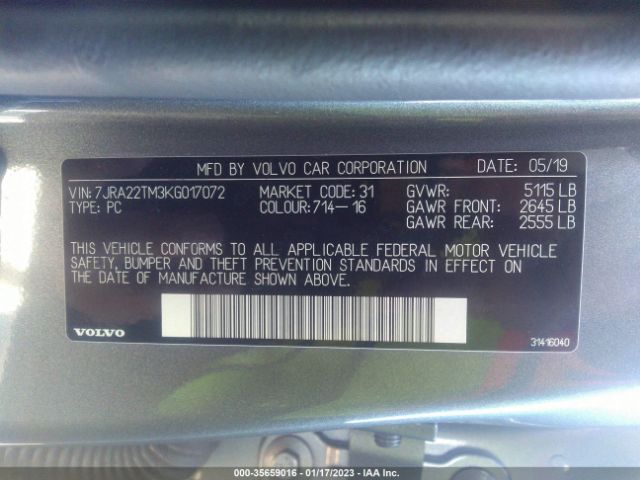 MFD BY VOLVO CAR CORPORATION DATE: 05/19
VIN: 7JRA22TM3KG017072 MARKET CODE: 31 GVWR: 5115 LB
TYPE: PC COLOUR: 714-16 GAWR FRONT: 2645 LB
GAWR REAR: 2555 LB
THIS VEHICLE CONFORMS TO ALL APPLICABLE FEDERAL MOTOR VEHICLE
SAFETY, BUMPER AND THEFT PREVENTION STANDARDS IN EFFECT ON
THE DATE OF MANUFACTURE SHOWN ABOVE.
VOLVO 31416040
000-35659016 - 01/17/2023 - IAA Inc.